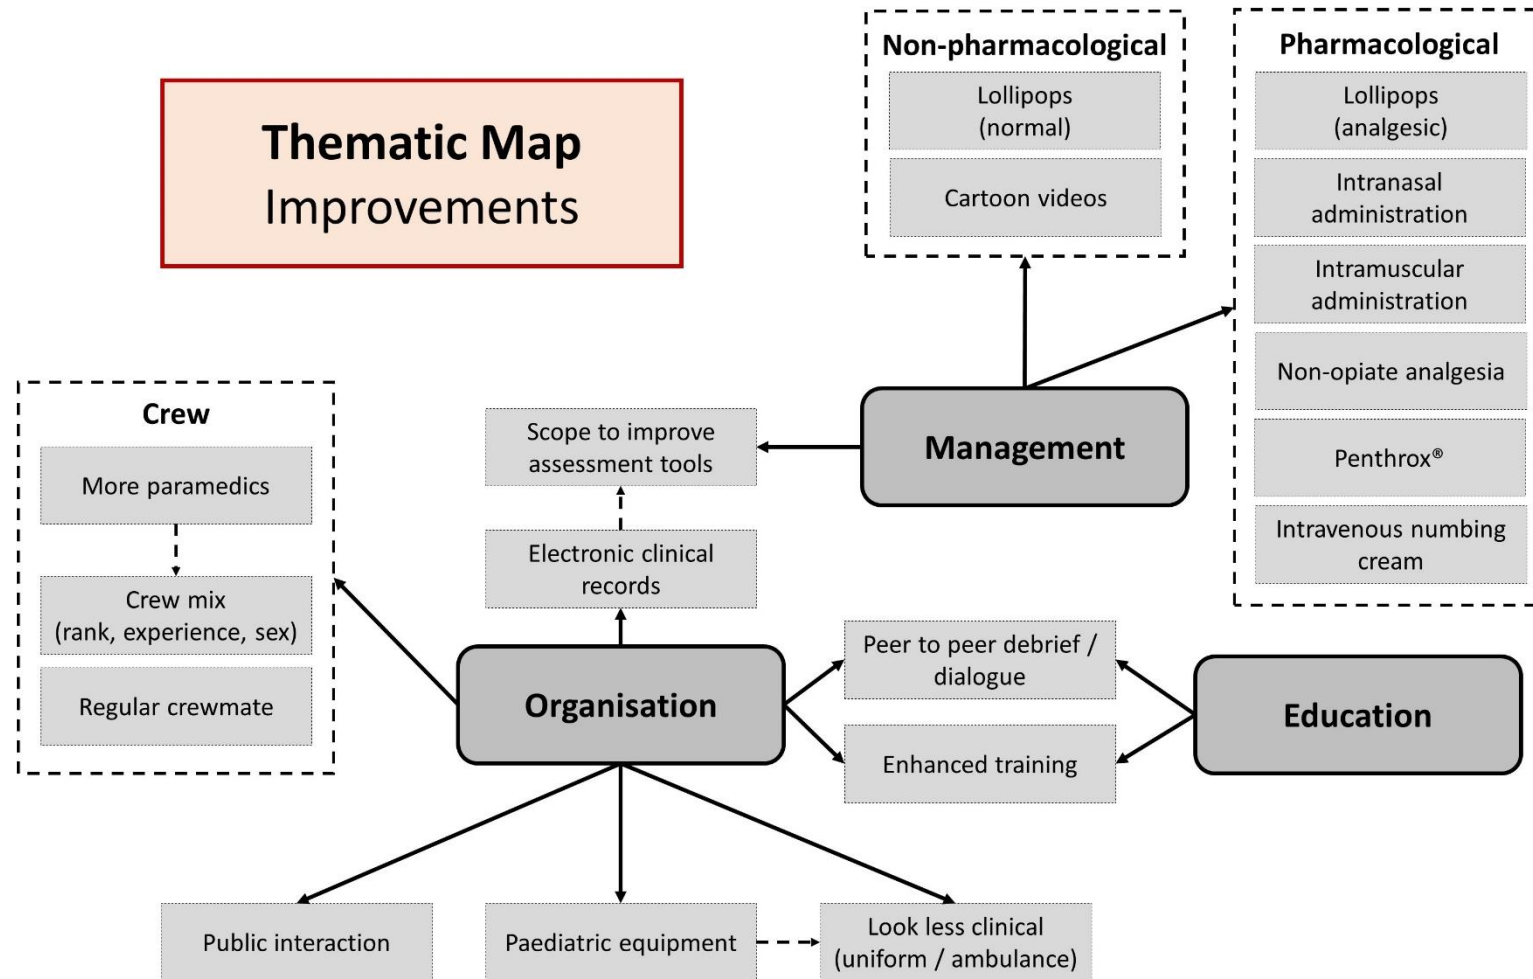 Thematic Map
Improvements
Non-pharmacological
Lollipops
(normal)
Cartoon videos
Pharmacological
Lollipops
(analgesic)
Intranasal
administration
Intramuscular
administration
Non-opiate analgesia
Penthrox®
Intravenous numbing
cream
Crew
More paramedics
Crew mix
(rank, experience, sex)
Regular crewmate
Scope to improve
assessment tools
Electronic clinical
records
Management
Organisation
Peer to peer debrief /
dialogue
Enhanced training
Education
Public interaction
Paediatric equipment
Look less clinical
(uniform / ambulance)